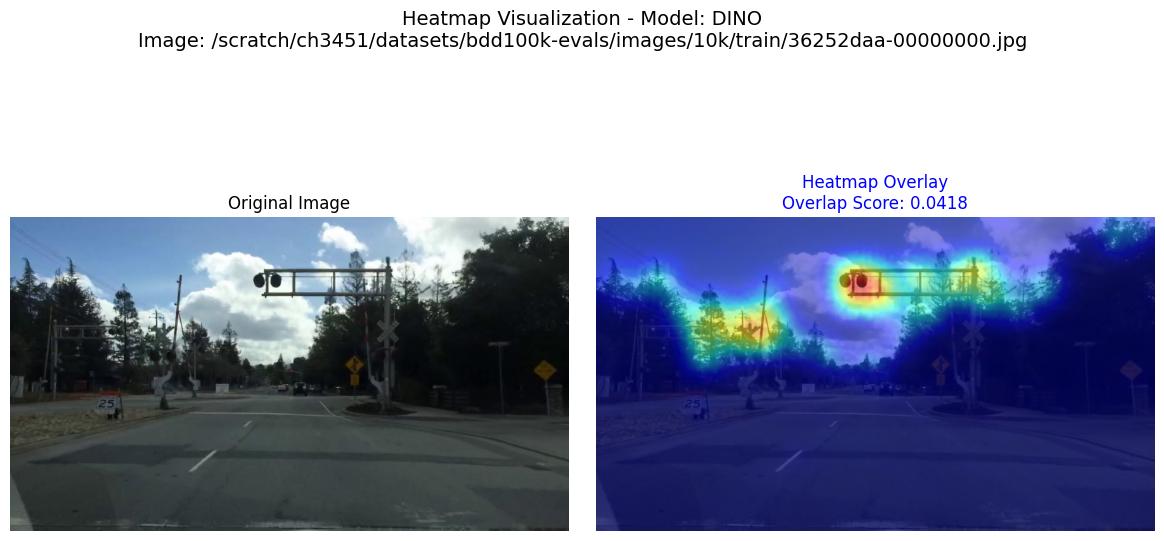 Heatmap Visualization - Model: DINO
Image: /scratch/ch3451/datasets/bdd100k-evals/images/10k/train/36252daa-00000000.jpg
Original Image
Heatmap Overlay
Overlap Score: 0.0418
25
25